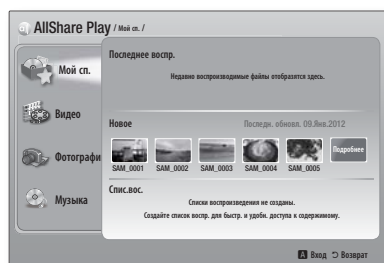 AllShare Play / Мой сп. /
Мой сп.
Видео
Фотографи
Музыка
Последнее воспр.
Недавно воспроизводимые файлы отобразятся здесь.
Новое
Последн. обновл. 09.Янв.2012
SAM_0001 SAM_0002 SAM_0003 SAM_0004 SAM_0005 Подробнее
Спис.вос.
Списки воспроизведения не созданы.
Создайте список воспр. для быстр. и удобн. доступа к содержимому.
A Вход Возврат